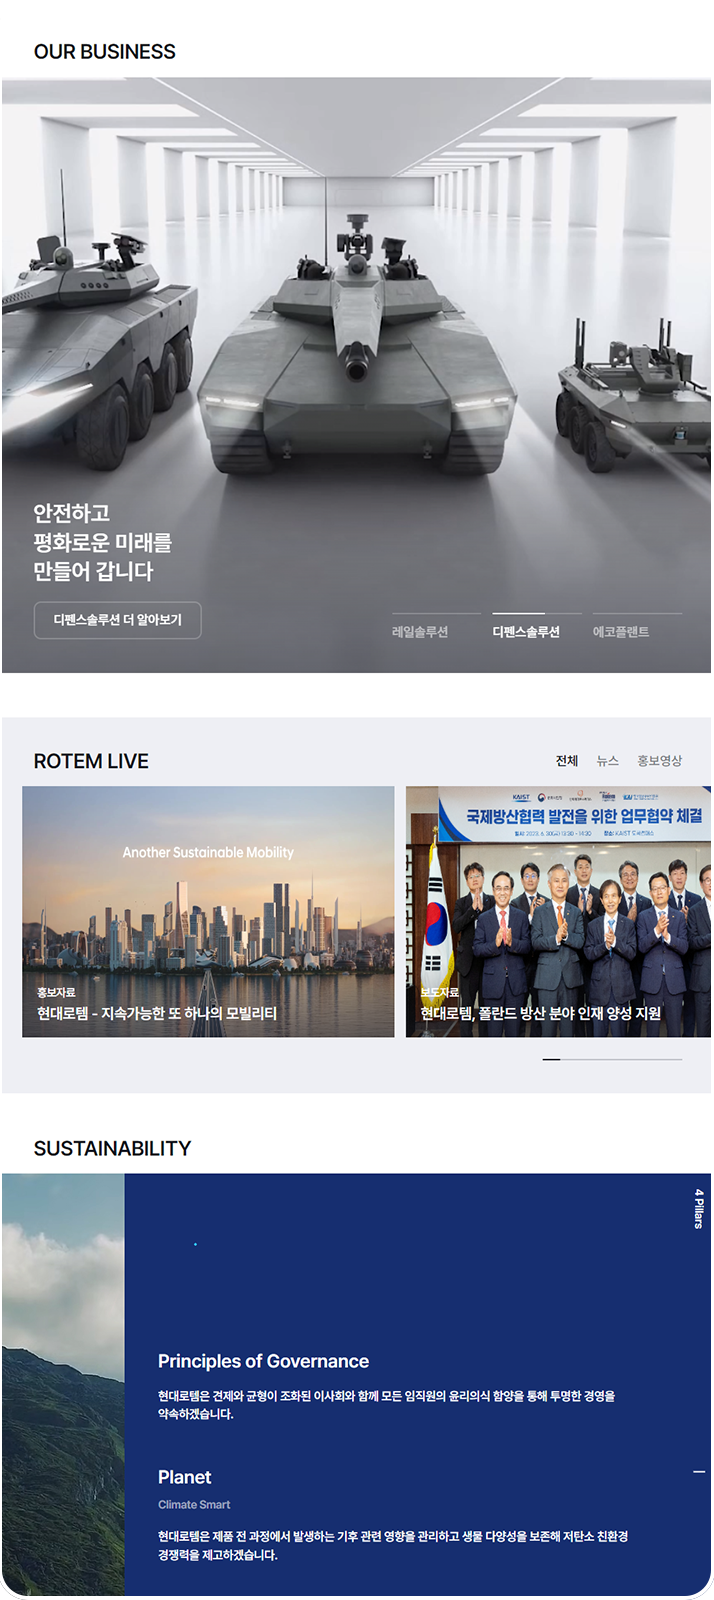 OUR BUSINESS
안전하고
평화로운 미래를
만들어 갑니다
디펜스솔루션 더 알아보기
레일솔루션
디펜스솔루션
에코플랜트
ROTEM LIVE
전체
뉴스
홍보영상
Another Sustainable Mobility
홍보자료
현대로템 - 지속가능한 또 하나의 모빌리티
KAIST
국제방산협력 발전을 위한 업무협약 체결
보도자료
현대로템, 폴란드 방산 분야 인재 양성 지원
SUSTAINABILITY
4 Pillars
Principles of Governance
현대로템은 견제와 균형이 조화된 이사회와 함께 모든 임직원의 윤리의식 함양을 통해 투명한 경영을
약속하겠습니다.
Planet
Climate Smart
현대로템은 제품 전 과정에서 발생하는 기후 관련 영향을 관리하고 생물 다양성을 보존해 저탄소 친환경
경쟁력을 제고하겠습니다.